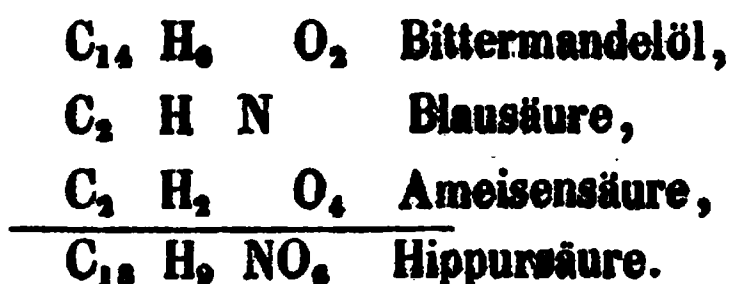 C₁₄ H₆ O₂ Bittermandelöl,
C₂ H N Blausäure,
C₂ H₂ O₄ Ameisensäure,
C₁₈ H₉ NO₆ Hippursäure.